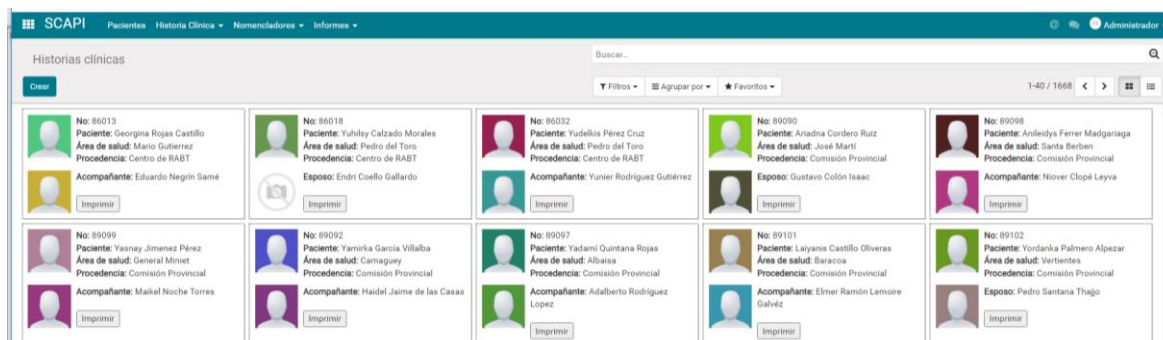 SCAPI Pacientes Historia Clínica Nomencladores Informes Administrador
Historias clínicas
Buscar...
Crear
Filtros Agrupar por Favoritos 1-40 / 1668
No: 86013
Paciente: Georgina Rojas Castillo
Área de salud: Mario Gutierrez
Procedencia: Centro de RABT
Acompañante: Eduardo Negrín Samé
Imprimir
No: 86018
Paciente: Yuhilsy Calzado Morales
Área de salud: Pedro del Toro
Procedencia: Centro de RABT
Esposo: Endri Coello Gallardo
Imprimir
No: 86032
Paciente: Yudelkis Pérez Cruz
Área de salud: Pedro del Toro
Procedencia: Centro de RABT
Acompañante: Yunier Rodríguez Gutiérrez
Imprimir
No: 89090
Paciente: Ariadna Cordero Ruiz
Área de salud: José Martí
Procedencia: Comisión Provincial
Esposo: Gustavo Colón Isaac
Imprimir
No: 89098
Paciente: Anileidys Ferrer Madgariaga
Área de salud: Santa Berben
Procedencia: Comisión Provincial
Acompañante: Niover Clopé Leyva
Imprimir
No: 89099
Paciente: Yasnay Jimenez Pérez
Área de salud: General Miniet
Procedencia: Comisión Provincial
Acompañante: Maikel Noche Torres
Imprimir
No: 89092
Paciente: Yamirka García Villalba
Área de salud: Camaguey
Procedencia: Comisión Provincial
Acompañante: Haidel Jaime de las Casas
Imprimir
No: 89097
Paciente: Yadamí Quintana Rojas
Área de salud: Albaisa
Procedencia: Comisión Provincial
Acompañante: Adalberto Rodríguez
Lopez
Imprimir
No: 89101
Paciente: Laiyanis Castillo Oliveras
Área de salud: Baracoa
Procedencia: Comisión Provincial
Acompañante: Elmer Ramón Lemoire
Galvéz
Imprimir
No: 89102
Paciente: Yordanka Palmero Alpezar
Área de salud: Vertientes
Procedencia: Comisión Provincial
Esposo: Pedro Santana Thajjo
Imprimir